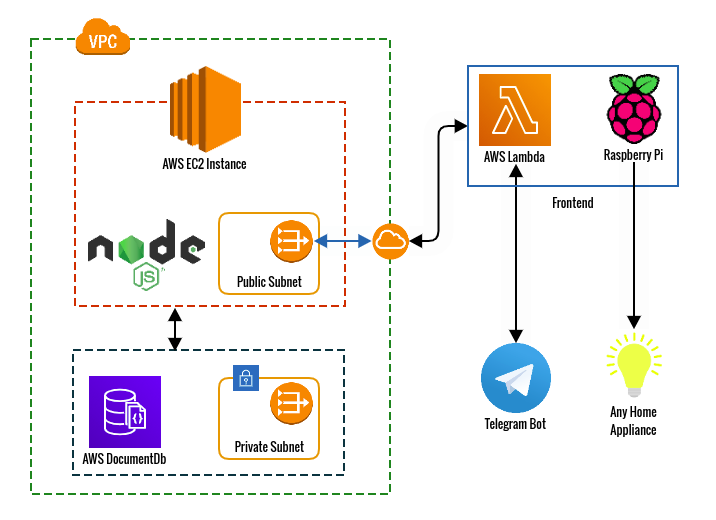 VPC
AWS EC2 Instance
node
JS
Public Subnet
AWS DocumentDb
{}
Private Subnet
AWS Lambda
Raspberry Pi
Frontend
Telegram Bot
Any Home
Appliance